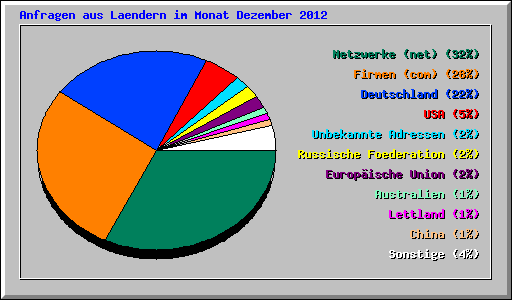 Anfragen aus Laendern im Monat Dezember 2012
Netzwerke (net) (32%)
Firmen (com) (28%)
Deutschland (22%)
USA (5%)
Unbekannte Adressen (2%)
Russische Foederation (2%)
Europäische Union (2%)
Australien (1%)
Lettland (1%)
China (1%)
Sonstige (4%)